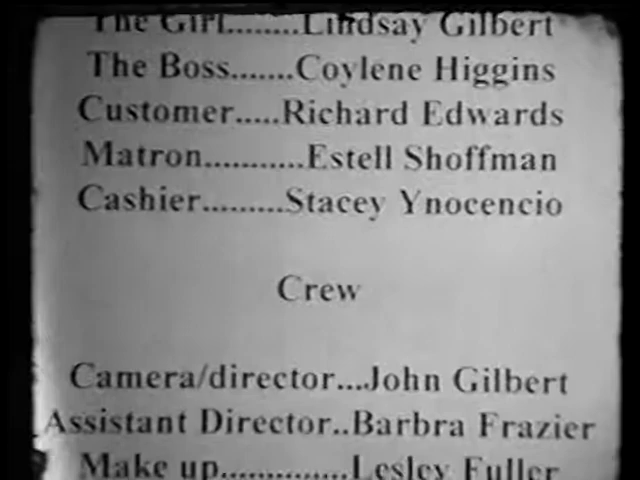 The Girl........Lindsay Gilbert
The Boss.......Coylene Higgins
Customer.....Richard Edwards
Matron...........Estell Shoffman
Cashier.........Stacey Ynocencio
Crew
Camera/director...John Gilbert
Assistant Director..Barbra Frazier
Make up..............Lesley Fuller